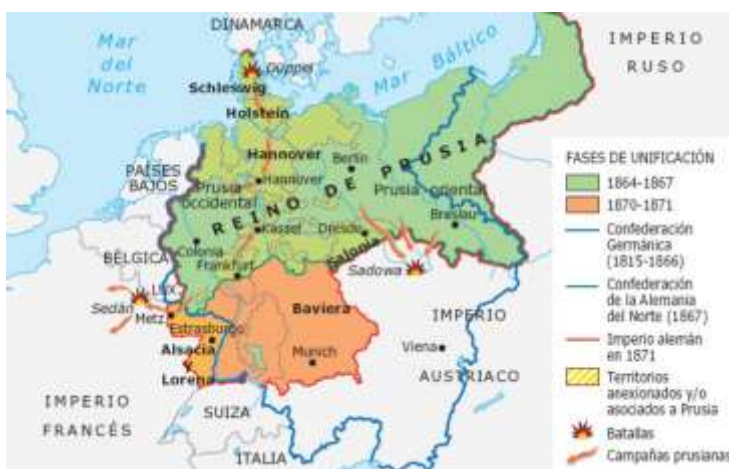 DINAMARCA
Mar
del
Norte
Düppel
Mar Báltico
IMPERIO
RUSO
Schleswig
Holstein
Hannover
Berlín
PAÍSES
BAJOS
Prusia
occidental
Hannover
REINO DE PRUSIA
Prusia oriental
Colonia
Kassel
Dresde
Breslau
BÉLGICA
Frankfurt
Sajonia
Sadowa
Sedán
LUX.
Metz
Estrasburgo
Baviera
IMPERIO
AUSTRIACO
Alsacia
y
Lorena
Munich
Viena
IMPERIO
FRANCÉS
SUIZA
ITALIA
FASES DE UNIFICACIÓN
1864-1867
1870-1871
Confederación
Germánica
(1815-1866)
Confederación
de la Alemania
del Norte (1867)
Imperio alemán
en 1871
Territorios
anexionados y/o
asociados a Prusia
Batallas
Campañas prusianas